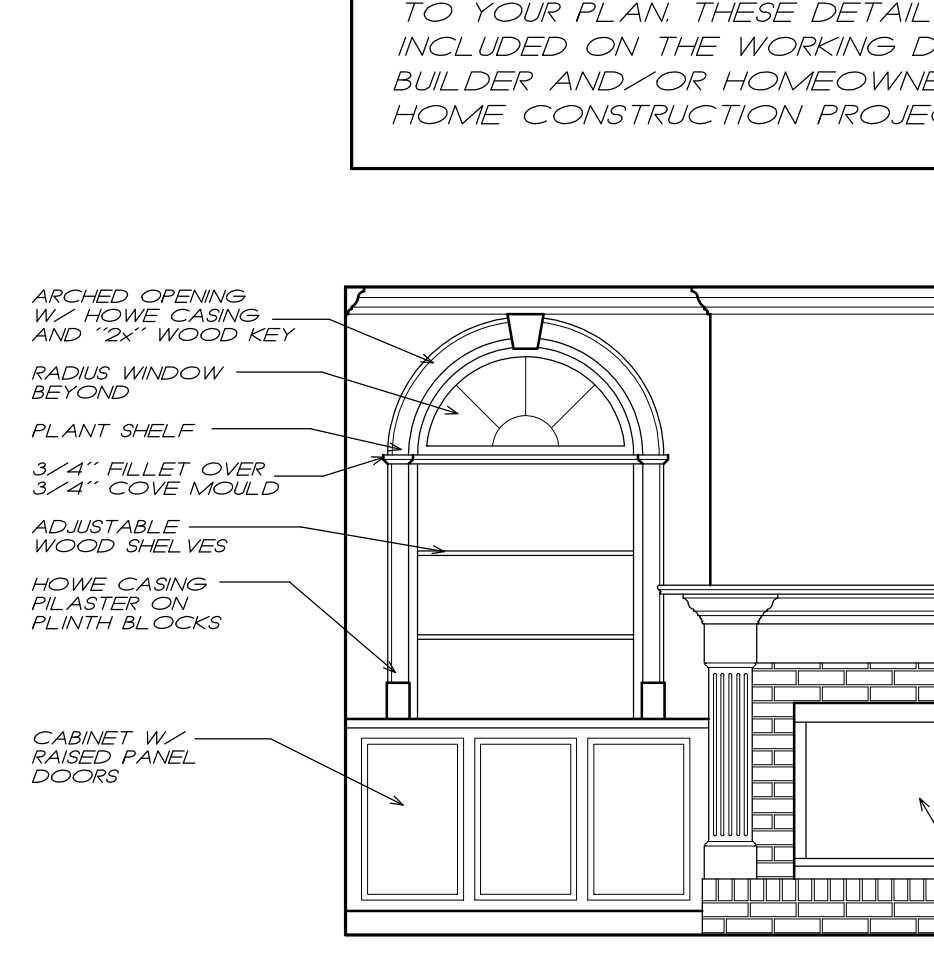 TO YOUR PLAN. THESE DETAIL
INCLUDED ON THE WORKING D
BUILDER AND/OR HOMEOWNE
HOME CONSTRUCTION PROJEC
ARCHED OPENING
W/ HOWE CASING
AND "2x" WOOD KEY
RADIUS WINDOW
BEYOND
PLANT SHELF
3/4" FILLET OVER
3/4" COVE MOULD
ADJUSTABLE
WOOD SHELVES
HOWE CASING
PILASTER ON
PLINTH BLOCKS
CABINET W/
RAISED PANEL
DOORS